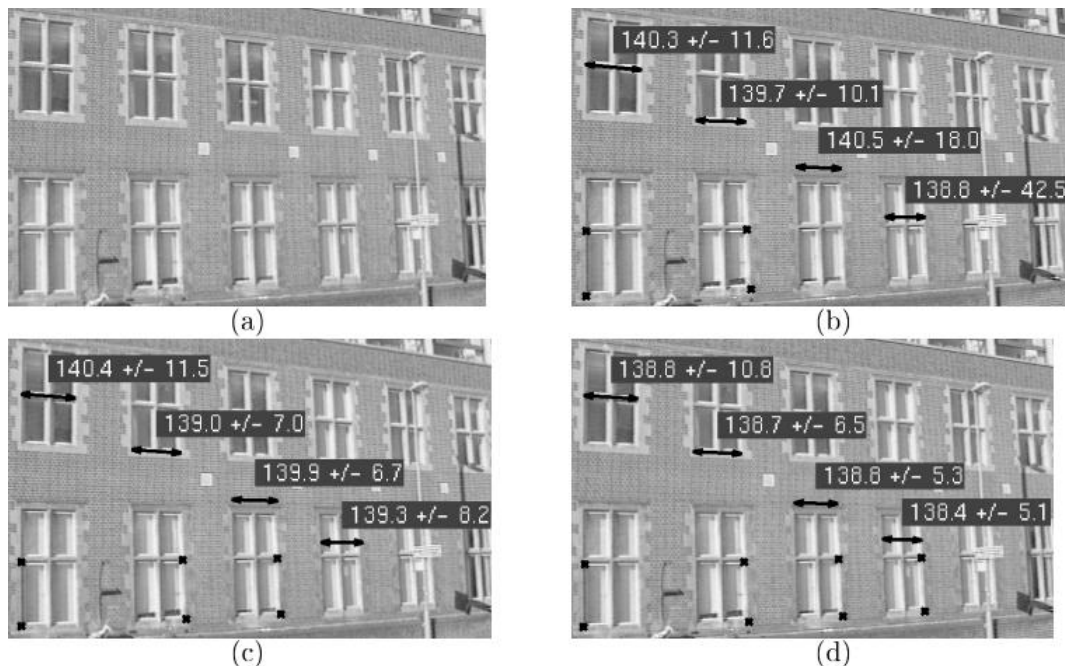 (a)
140.3 +/- 11.6
139.7 +/- 10.1
140.5 +/- 18.0
138.8 +/- 42.5
(b)
140.4 +/- 11.5
139.0 +/- 7.0
139.9 +/- 6.7
139.3 +/- 8.2
(c)
138.8 +/- 10.8
138.7 +/- 6.5
138.8 +/- 5.3
138.4 +/- 5.1
(d)